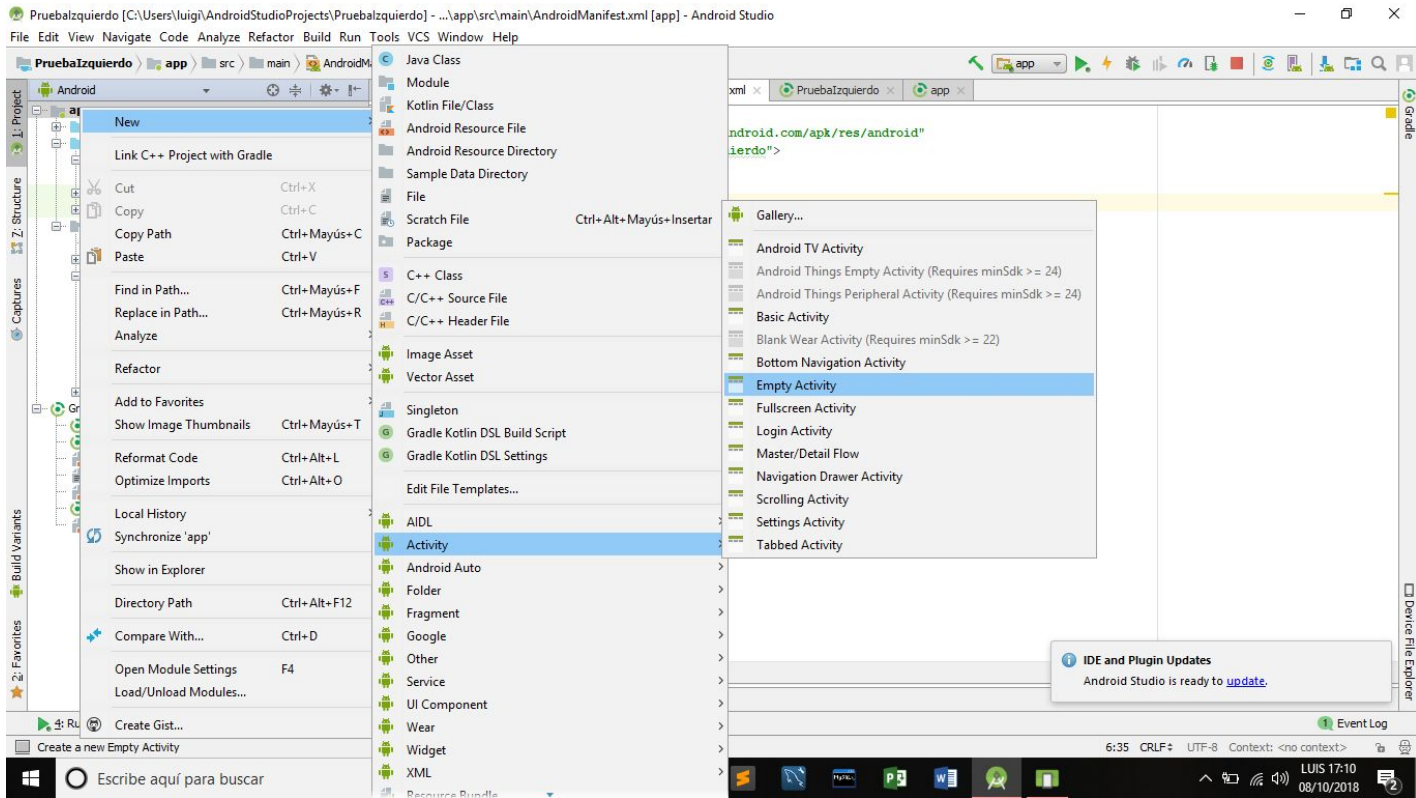 PruebaIzquierdo [C:\Users\luigi\AndroidStudioProjects\PruebaIzquierdo] - ...\app\src\main\AndroidManifest.xml [app] - Android Studio
File Edit View Navigate Code Analyze Refactor Build Run Tools VCS Window Help
PruebaIzquierdo app src main AndroidMa
app
Android
xml PruebaIzquierdo app
1: Project
Z: Structure
Captures
Build Variants
2: Favorites
Gradle
Device File Explorer
ndroid.com/apk/res/android"
ierdo">
ap
Gr
New
Link C++ Project with Gradle
Cut Ctrl+X
Copy Ctrl+C
Copy Path Ctrl+Mayús+C
Paste Ctrl+V
Find in Path... Ctrl+Mayús+F
Replace in Path... Ctrl+Mayús+R
Analyze
Refactor
Add to Favorites
Show Image Thumbnails Ctrl+Mayús+T
Reformat Code Ctrl+Alt+L
Optimize Imports Ctrl+Alt+O
Local History
Synchronize 'app'
Show in Explorer
Directory Path Ctrl+Alt+F12
Compare With... Ctrl+D
Open Module Settings F4
Load/Unload Modules...
Create Gist...
Java Class
Module
Kotlin File/Class
Android Resource File
Android Resource Directory
Sample Data Directory
File
Scratch File Ctrl+Alt+Mayús+Insertar
Package
C++ Class
C/C++ Source File
C/C++ Header File
Image Asset
Vector Asset
Singleton
Gradle Kotlin DSL Build Script
Gradle Kotlin DSL Settings
Edit File Templates...
AIDL
Activity
Android Auto
Folder
Fragment
Google
Other
Service
UI Component
Wear
Widget
XML
Resource Bundle
Gallery...
Android TV Activity
Android Things Empty Activity (Requires minSdk >= 24)
Android Things Peripheral Activity (Requires minSdk >= 24)
Basic Activity
Blank Wear Activity (Requires minSdk >= 22)
Bottom Navigation Activity
Empty Activity
Fullscreen Activity
Login Activity
Master/Detail Flow
Navigation Drawer Activity
Scrolling Activity
Settings Activity
Tabbed Activity
IDE and Plugin Updates
Android Studio is ready to update.
4: Ru
1 Event Log
Create a new Empty Activity
6:35 CRLF UTF-8 Context: <no context>
Escribe aquí para buscar
LUIS 17:10
08/10/2018
2